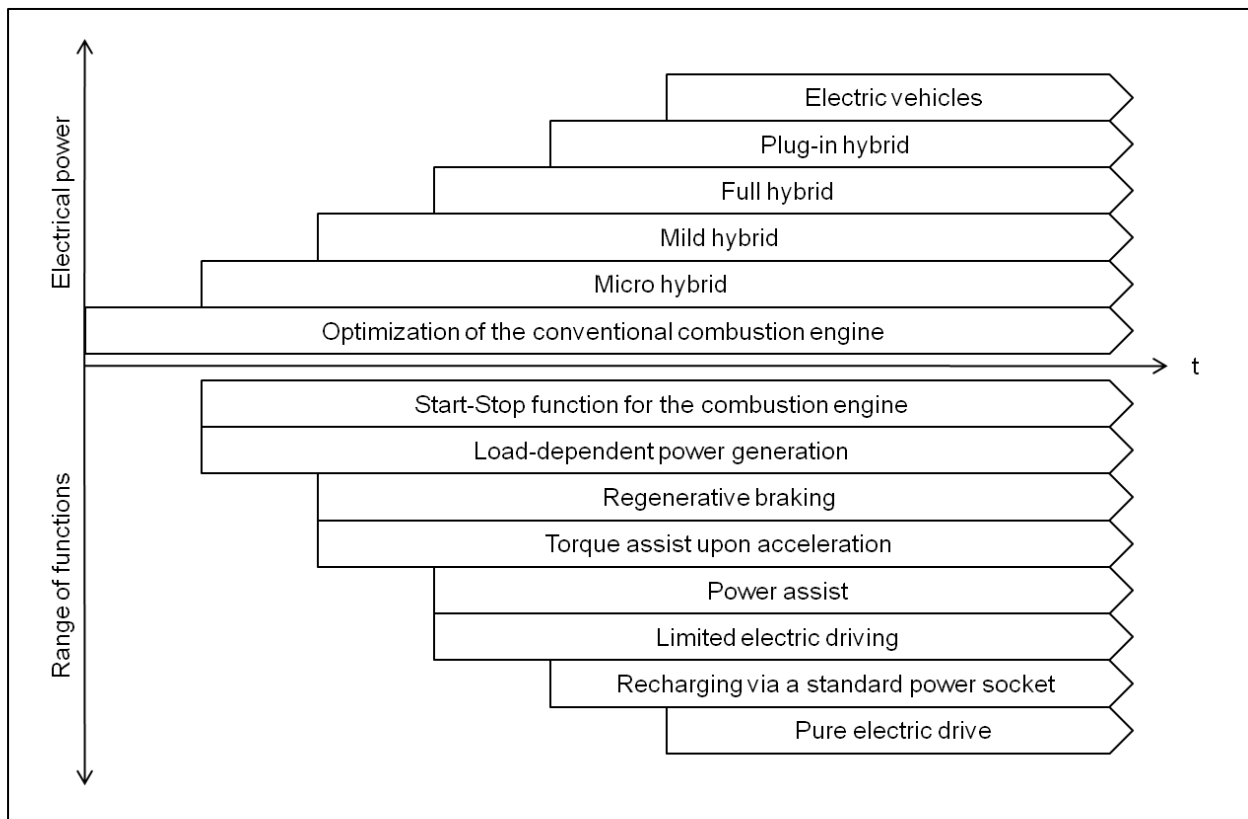 Electrical power
Electric vehicles
Plug-in hybrid
Full hybrid
Mild hybrid
Micro hybrid
Optimization of the conventional combustion engine
t
Range of functions
Start-Stop function for the combustion engine
Load-dependent power generation
Regenerative braking
Torque assist upon acceleration
Power assist
Limited electric driving
Recharging via a standard power socket
Pure electric drive